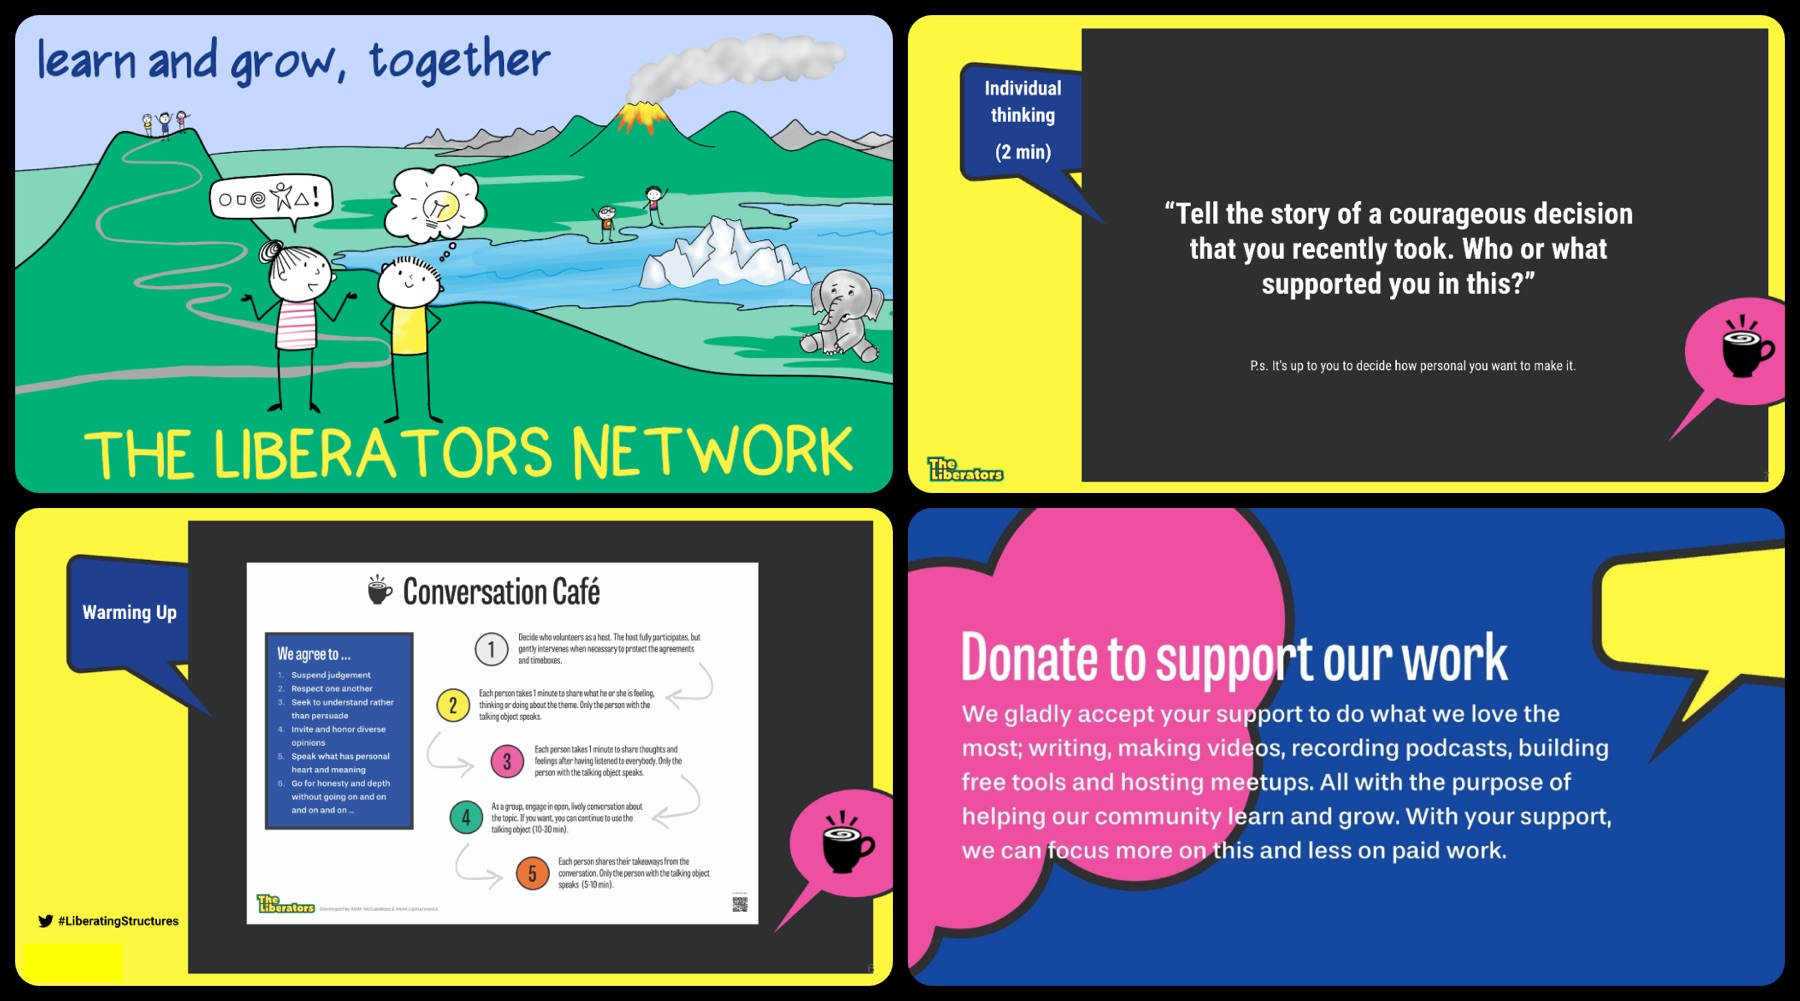 learn and grow, together
!
THE LIBERATORS NETWORK
Individual
thinking
(2 min)
“Tell the story of a courageous decision
that you recently took. Who or what
supported you in this?”
P.s. It's up to you to decide how personal you want to make it.
The
Liberators
Warming Up
Conversation Café
We agree to ...
1. Suspend judgement
2. Respect one another
3. Seek to understand rather
than persuade
4. Invite and honor diverse
opinions
5. Speak what has personal
heart and meaning
6. Go for honesty and depth
without going on and on
and on and on ...
1
Decide who volunteers as a host. The host fully participates, but
gently intervenes when necessary to protect the agreements
and timeboxes.
2
Each person takes 1 minute to share what he or she is feeling,
thinking or doing about the theme. Only the person with the
talking object speaks.
3
Each person takes 1 minute to share thoughts and
feelings after having listened to everybody. Only the
person with the talking object speaks.
4
As a group, engage in open, lively conversation about
the topic. If you want, you can continue to use the
talking object (10-30 min).
5
Each person shares their takeaways from the
conversation. Only the person with the talking object
speaks (5-10 min).
The
Liberators
Developed by Keith McCandless & Henri Lipmanowicz.
#LiberatingStructures
Donate to support our work
We gladly accept your support to do what we love the
most; writing, making videos, recording podcasts, building
free tools and hosting meetups. All with the purpose of
helping our community learn and grow. With your support,
we can focus more on this and less on paid work.